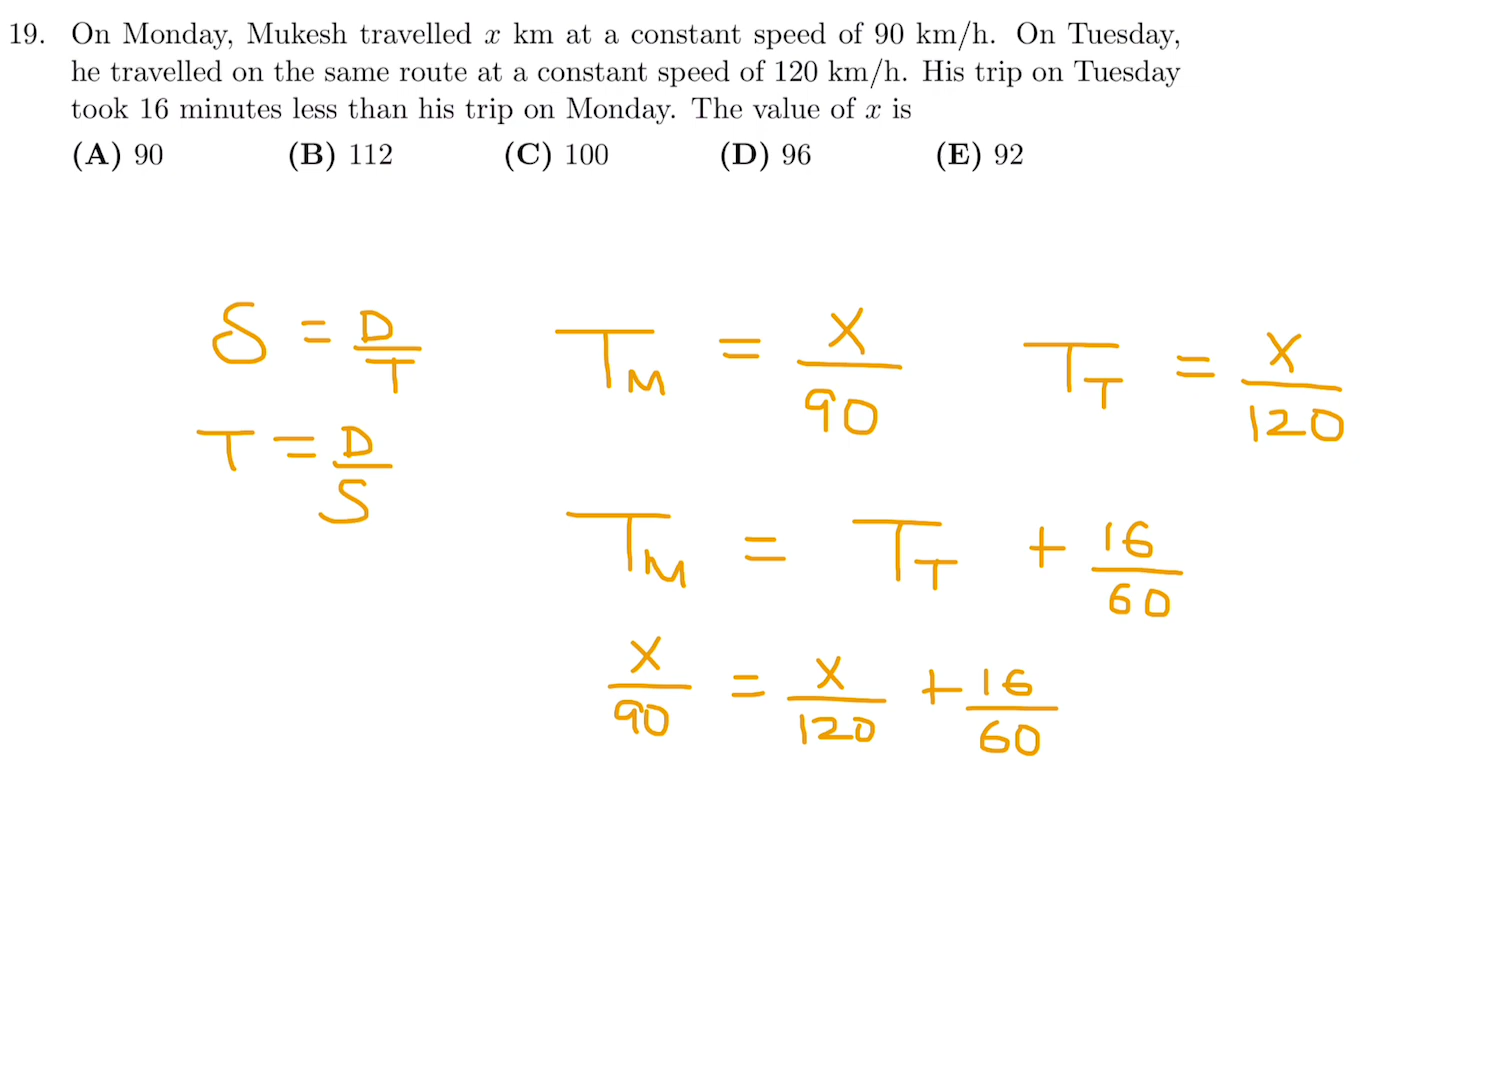 19. On Monday, Mukesh travelled x km at a constant speed of 90 km/h. On Tuesday,
he travelled on the same route at a constant speed of 120 km/h. His trip on Tuesday
took 16 minutes less than his trip on Monday. The value of x is
(A) 90 (B) 112 (C) 100 (D) 96 (E) 92
S = D/T T_M = x/90 T_T = x/120
T = D/S
T_M = T_T + 16/60
x/90 = x/120 + 16/60